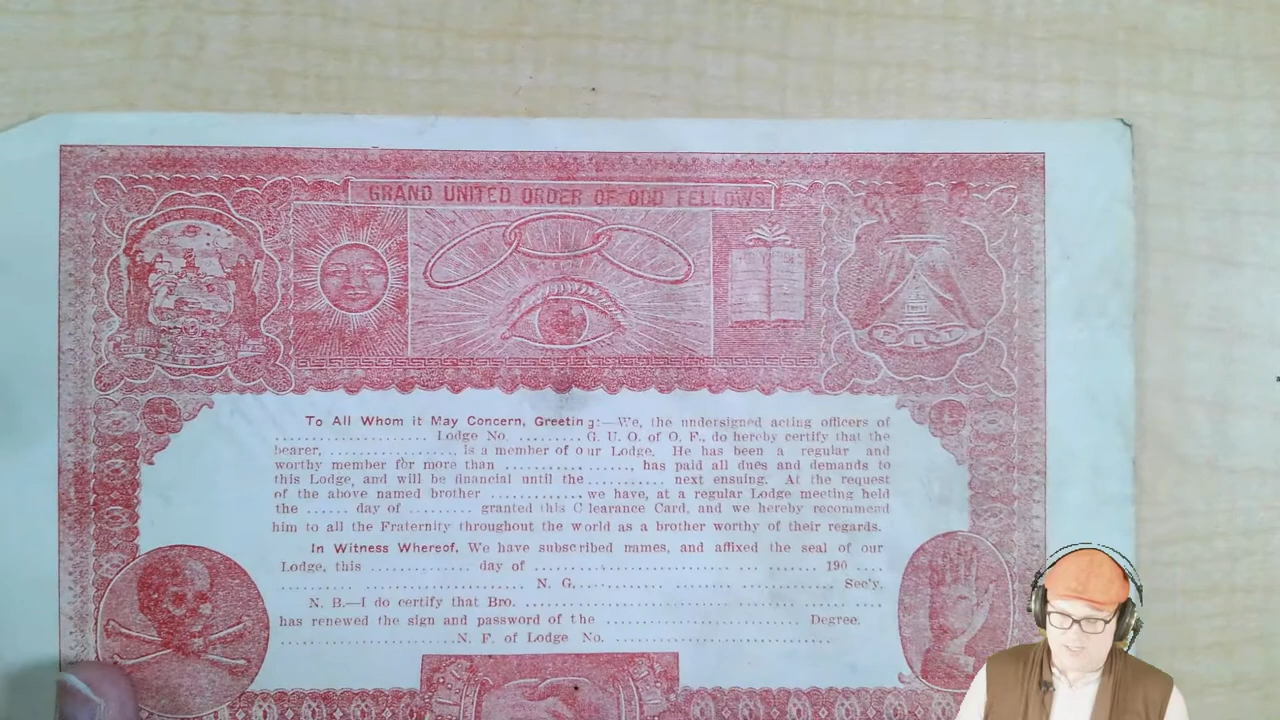 GRAND UNITED ORDER OF ODD FELLOWS
To All Whom it May Concern, Greeting:—We, the undersigned acting officers of
.................... Lodge No. ......... G. U. O. of O. F., do hereby certify that the
bearer, .................. is a member of our Lodge. He has been a regular and
worthy member for more than .................., has paid all dues and demands to
this Lodge, and will be financial until the........... next ensuing. At the request
of the above named brother ............we have, at a regular Lodge meeting held
the ...... day of ......... granted this Clearance Card, and we hereby recommend
him to all the Fraternity throughout the world as a brother worthy of their regards.
In Witness Whereof, We have subscribed names, and affixed the seal of our
Lodge, this ............... day of .......................................... 190 ....
.................................... N. G. ..................................... Sec'y.
N. B.—I do certify that Bro. ..................................................
has renewed the sign and password of the .............................. Degree.
........................N. F. of Lodge No. ..............................